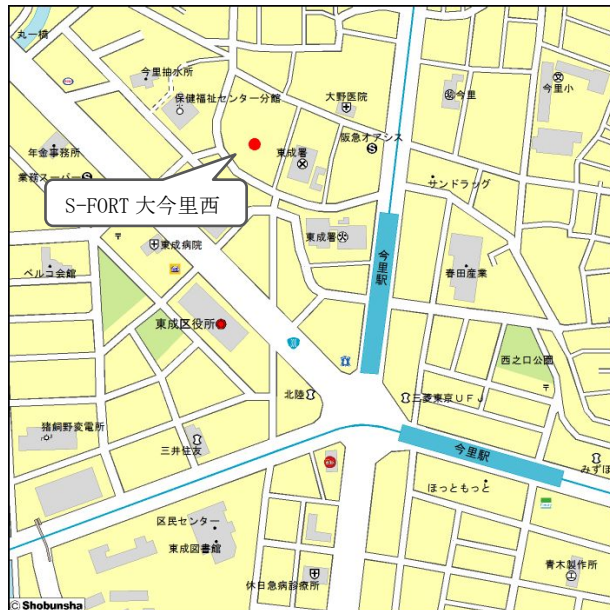 丸一橋
今里抽水所
保健福祉センター分館
大野医院
今里
今里小
年金事務所
業務スーパー
東成署
阪急オアシス
サンドラッグ
S-FORT 大今里西
東成病院
東成署
今里駅
春田産業
ベルコ会館
東成区役所
西之口公園
北陸
三菱東京ＵＦＪ
猪飼野変電所
三井住友
今里駅
みずほ
ほっともっと
区民センター
東成図書館
休日急病診療所
青木製作所
© Shobunsha